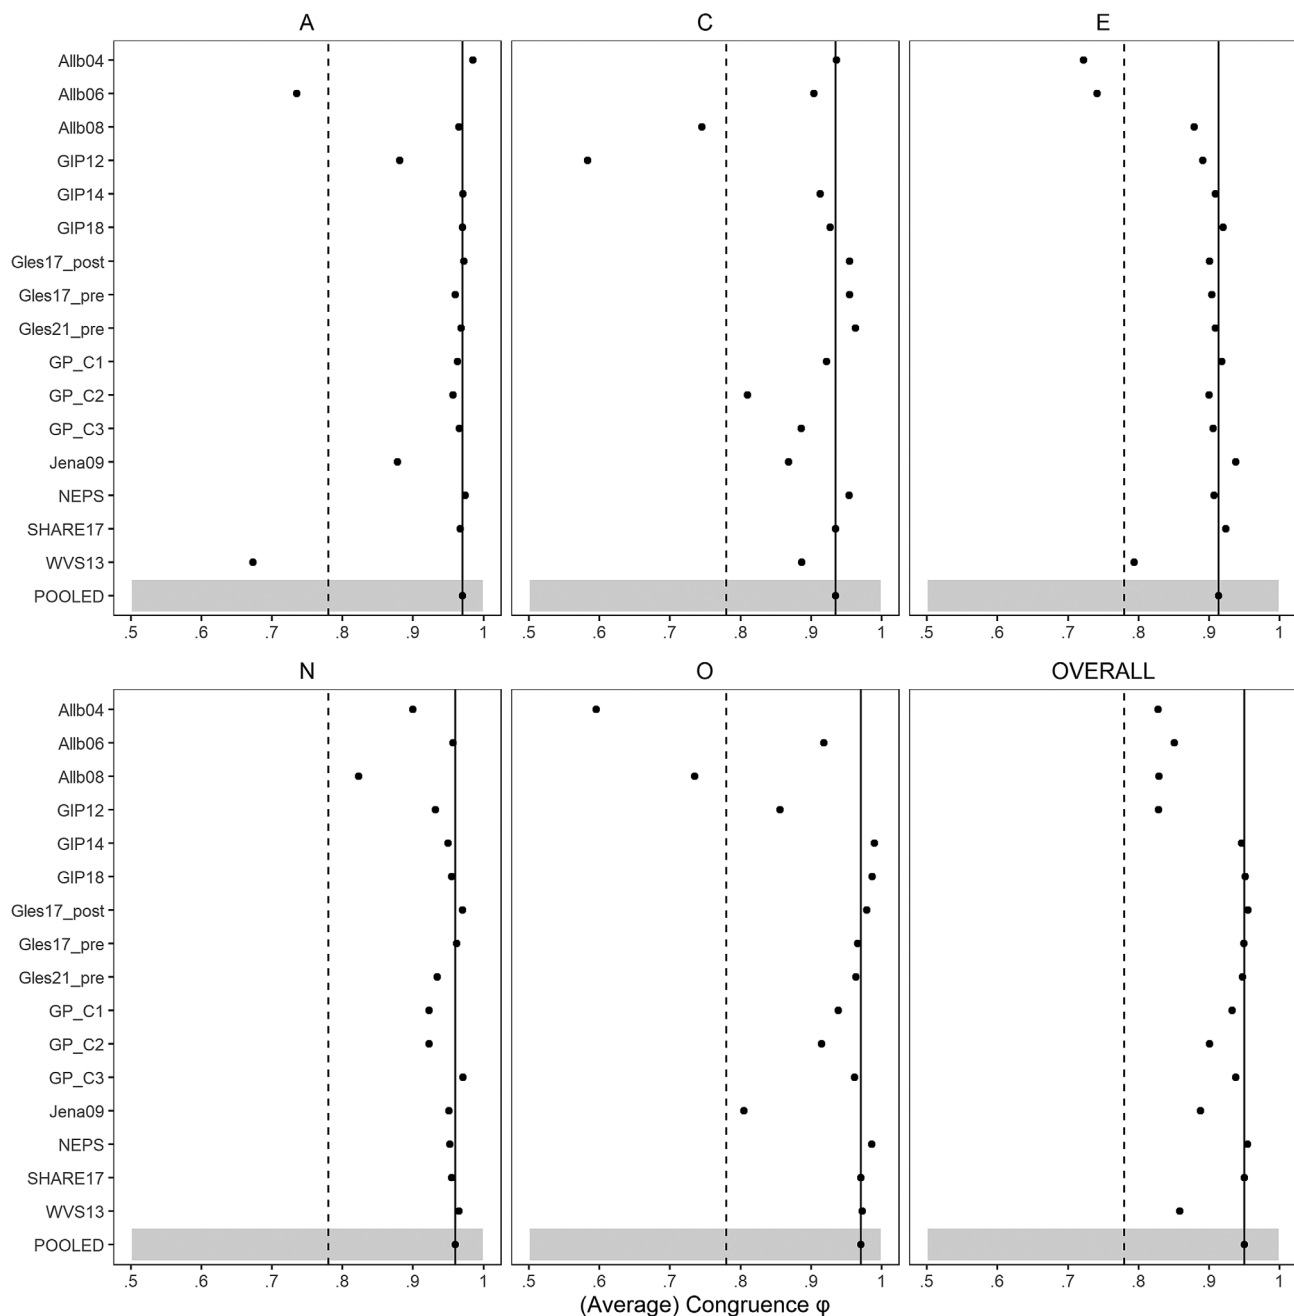 A C E
Allb04
Allb06
Allb08
GIP12
GIP14
GIP18
Gles17_post
Gles17_pre
Gles21_pre
GP_C1
GP_C2
GP_C3
Jena09
NEPS
SHARE17
WVS13
POOLED
.5 .6 .7 .8 .9 1 .5 .6 .7 .8 .9 1 .5 .6 .7 .8 .9 1
N O OVERALL
Allb04
Allb06
Allb08
GIP12
GIP14
GIP18
Gles17_post
Gles17_pre
Gles21_pre
GP_C1
GP_C2
GP_C3
Jena09
NEPS
SHARE17
WVS13
POOLED
.5 .6 .7 .8 .9 1 .5 .6 .7 .8 .9 1 .5 .6 .7 .8 .9 1
(Average) Congruence φ